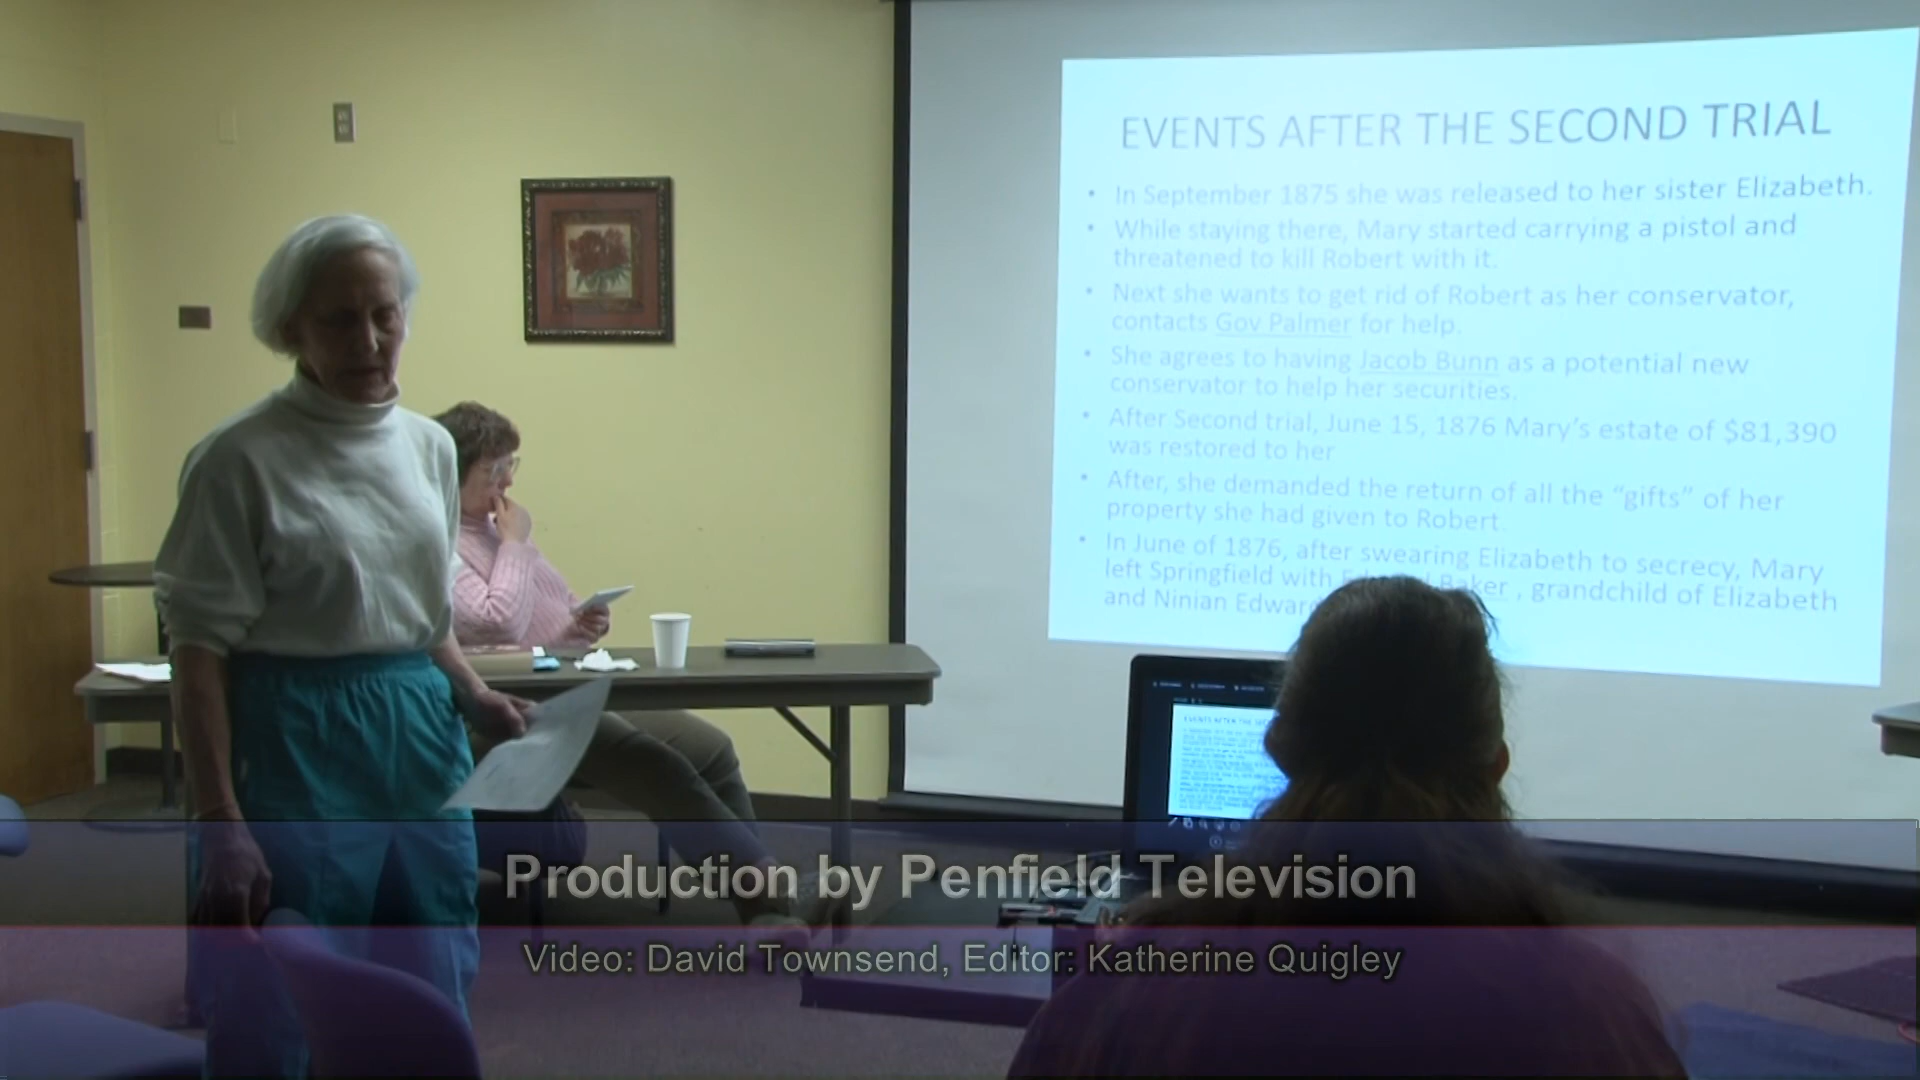 EVENTS AFTER THE SECOND TRIAL
• In September 1875 she was released to her sister Elizabeth.
• While staying there, Mary started carrying a pistol and
threatened to kill Robert with it.
• Next she wants to get rid of Robert as her conservator,
contacts Gov Palmer for help.
• She agrees to having Jacob Bunn as a potential new
conservator to help her securities.
• After Second trial, June 15, 1876 Mary's estate of $81,390
was restored to her
• After, she demanded the return of all the "gifts" of her
property she had given to Robert.
• In June of 1876, after swearing Elizabeth to secrecy, Mary
left Springfield with Baker , grandchild of Elizabeth
and Ninian
EVENTS AFTER THE
Production by Penfield Television
Video: David Townsend, Editor: Katherine Quigley